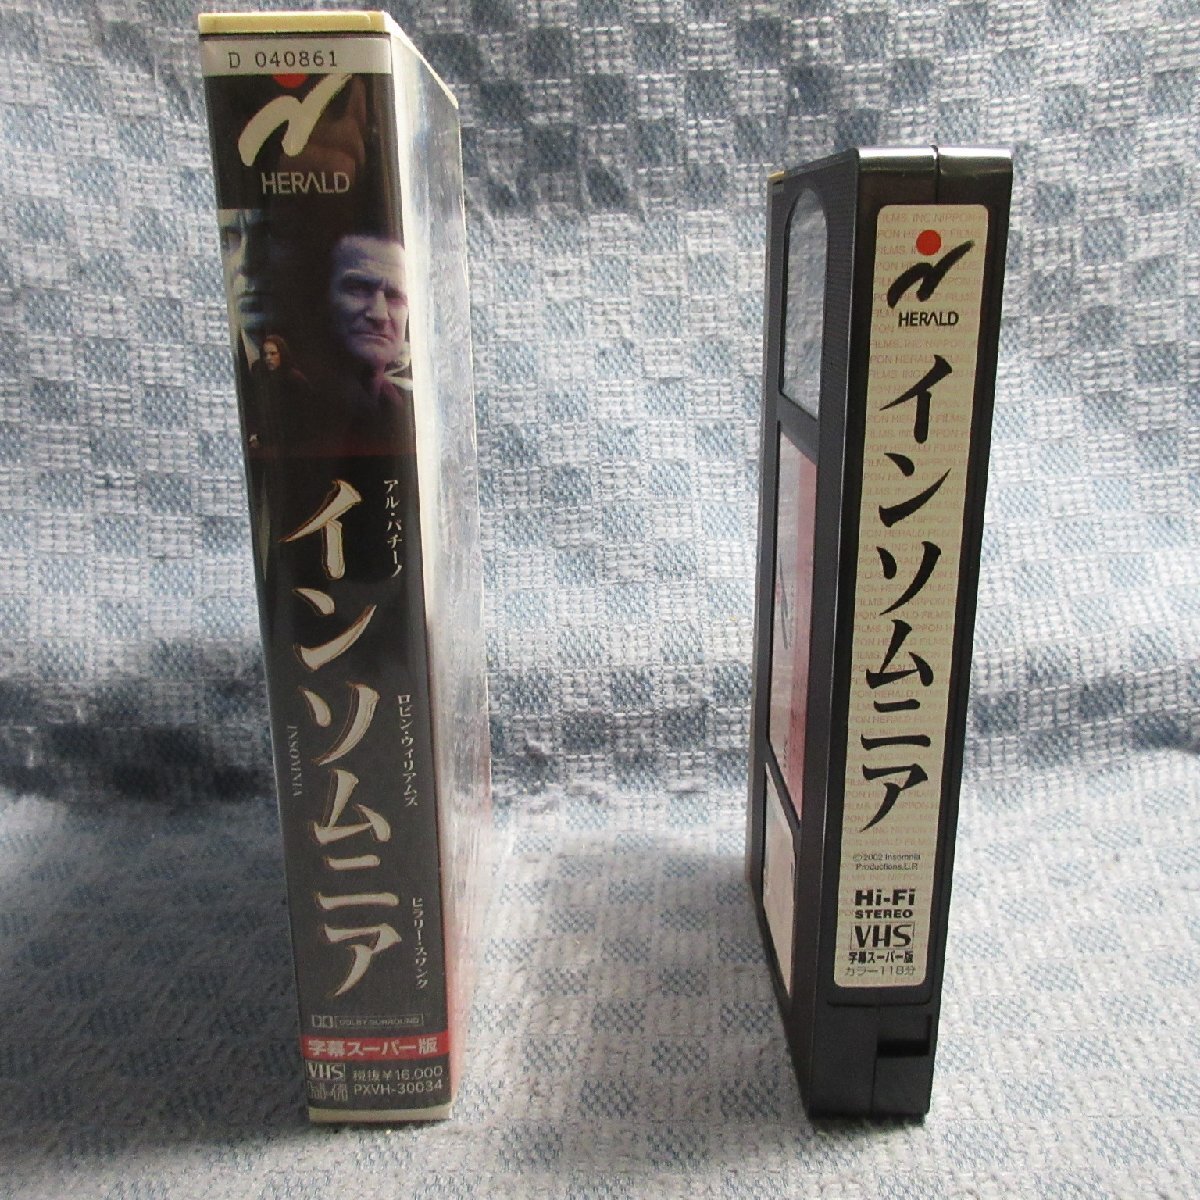 D 040861
HERALD
アル・パチーノ
ロビン・ウィリアムズ
ヒラリー・スワンク
インソムニア
INSOMNIA
DOLBY SURROUND
字幕スーパー版
VHS
hi-fi
税抜¥16,000
PXVH-30034
HERALD
インソムニア
©2002 Insomnia
Productions,L.P.
Hi-Fi
STEREO
VHS
字幕スーパー版
カラー118分